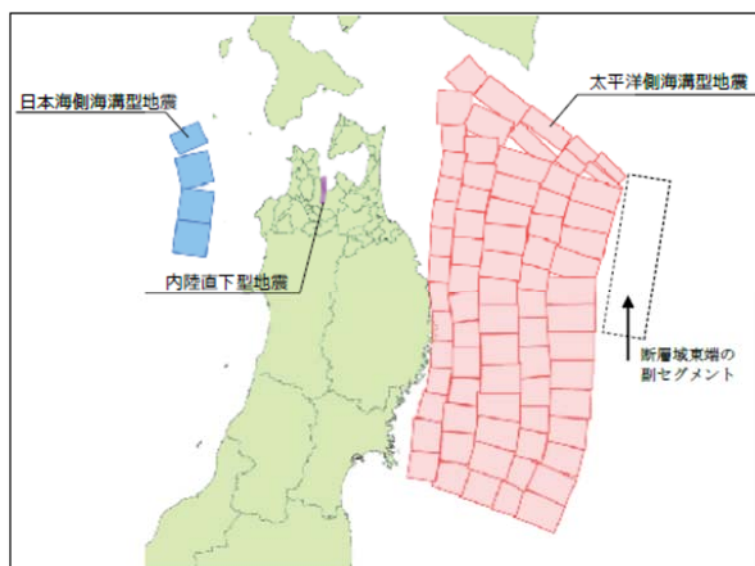 日本海側海溝型地震
太平洋側海溝型地震
内陸直下型地震
断層域東端の
副セグメント